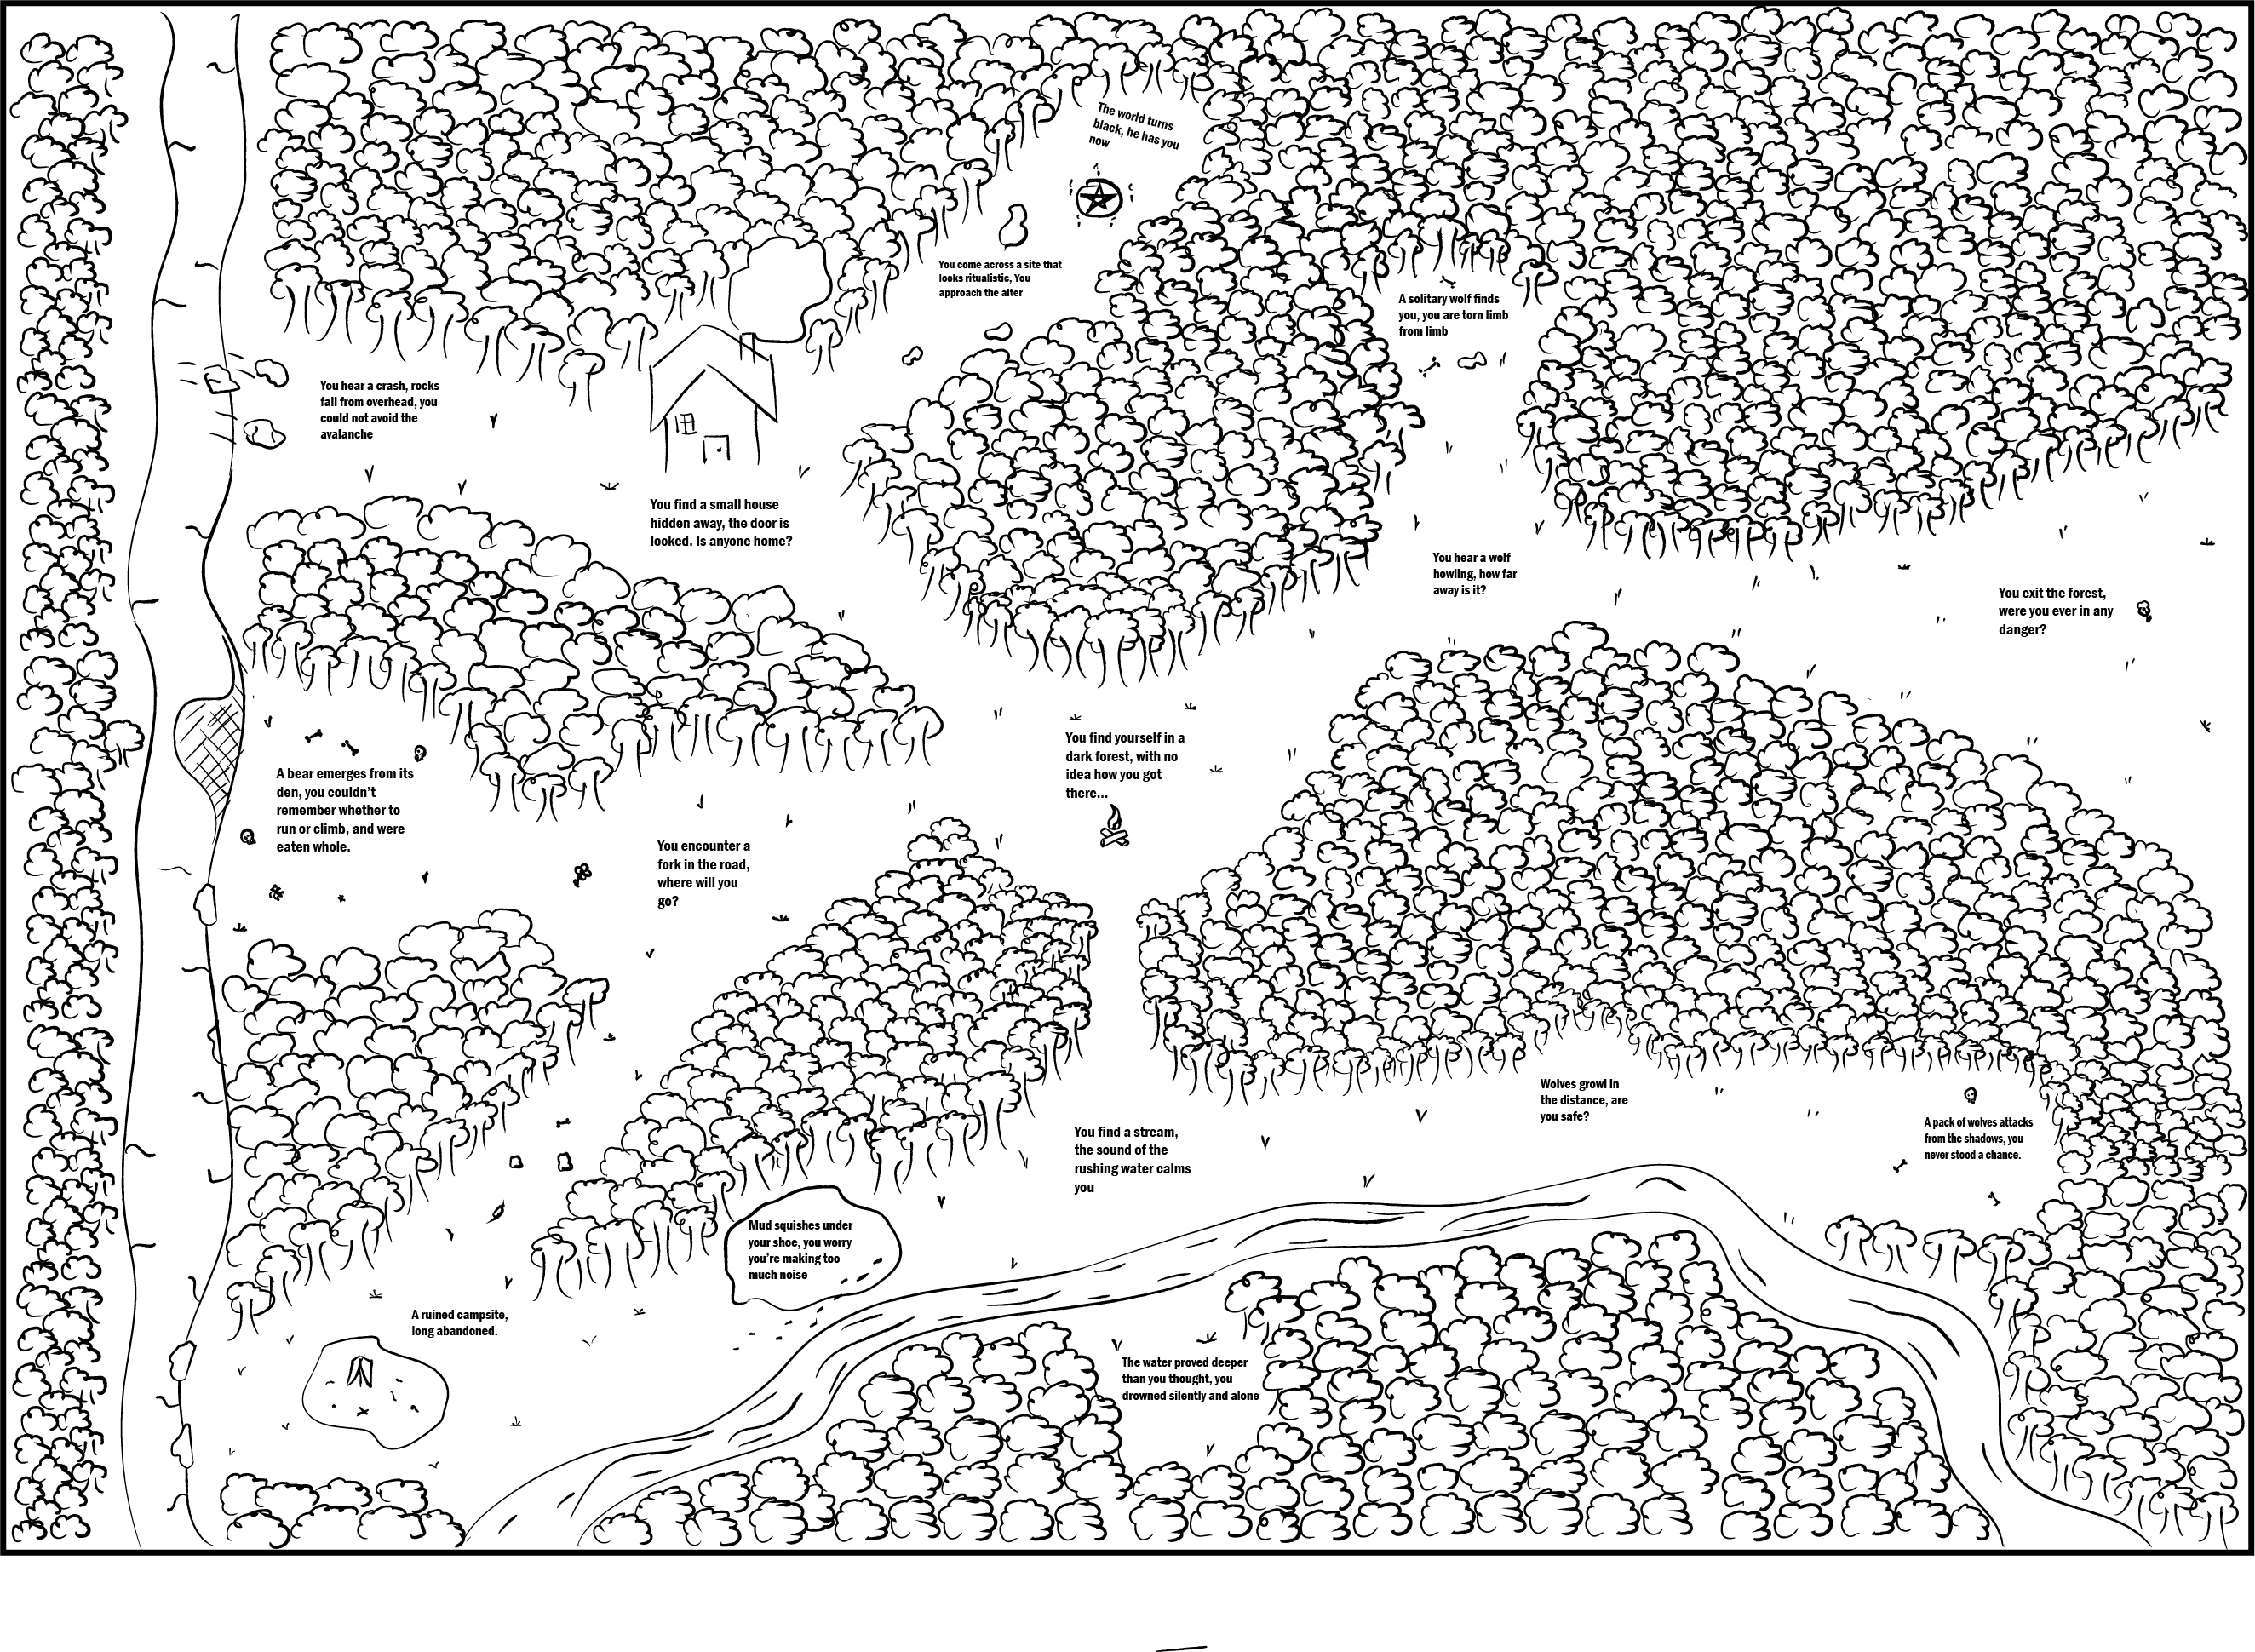 The world turns
black, he has you
now
You come across a site that
looks ritualistic, You
approach the alter
A solitary wolf finds
you, you are torn limb
from limb
You hear a crash, rocks
fall from overhead, you
could not avoid the
avalanche
You find a small house
hidden away, the door is
locked. Is anyone home?
You hear a wolf
howling, how far
away is it?
You exit the forest,
were you ever in any
danger?
You find yourself in a
dark forest, with no
idea how you got
there...
A bear emerges from its
den, you couldn't
remember whether to
run or climb, and were
eaten whole.
You encounter a
fork in the road,
where will you
go?
Wolves growl in
the distance, are
you safe?
A pack of wolves attacks
from the shadows, you
never stood a chance.
You find a stream,
the sound of the
rushing water calms
you
Mud squishes under
your shoe, you worry
you're making too
much noise
A ruined campsite,
long abandoned.
The water proved deeper
than you thought, you
drowned silently and alone